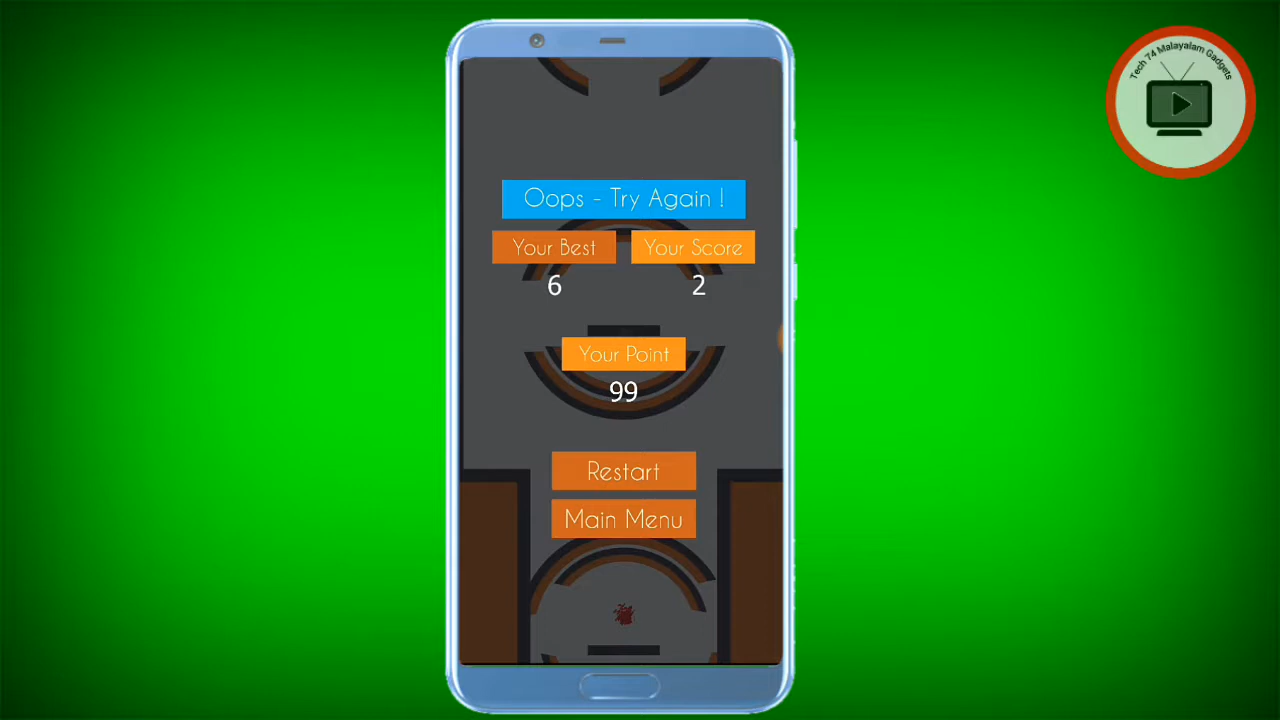 Tech 74 Malayalam Gadgets
Oops - Try Again !
Your Best
Your Score
6
2
Your Point
99
Restart
Main Menu